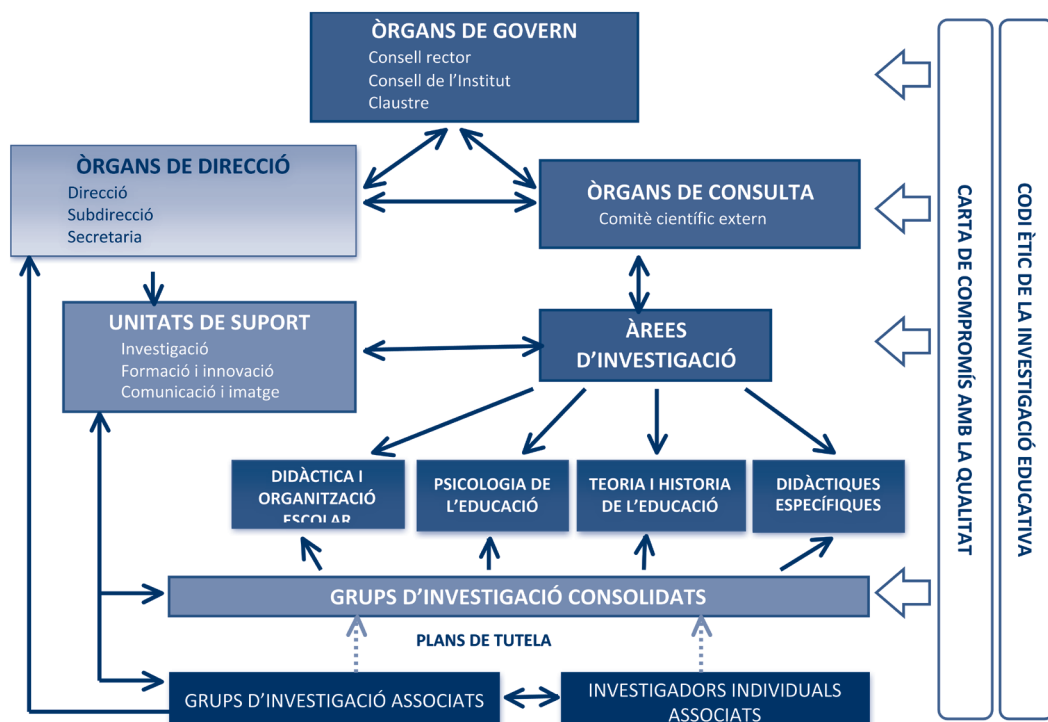 ÒRGANS DE GOVERN
Consell rector
Consell de l’Institut
Claustre
ÒRGANS DE DIRECCIÓ
Direcció
Subdirecció
Secretaria
ÒRGANS DE CONSULTA
Comitè científic extern
UNITATS DE SUPORT
Investigació
Formació i innovació
Comunicació i imatge
ÀREES
D’INVESTIGACIÓ
DIDÀCTICA I
ORGANITZACIÓ
ESCOLAR
PSICOLOGIA DE
L’EDUCACIÓ
TEORIA I HISTORIA
DE L’EDUCACIÓ
DIDÀCTIQUES
ESPECÍFIQUES
GRUPS D’INVESTIGACIÓ CONSOLIDATS
PLANS DE TUTELA
GRUPS D’INVESTIGACIÓ ASSOCIATS
INVESTIGADORS INDIVIDUALS
ASSOCIATS
CARTA DE COMPROMÍS AMB LA QUALITAT
CODI ÈTIC DE LA INVESTIGACIÓ EDUCATIVA